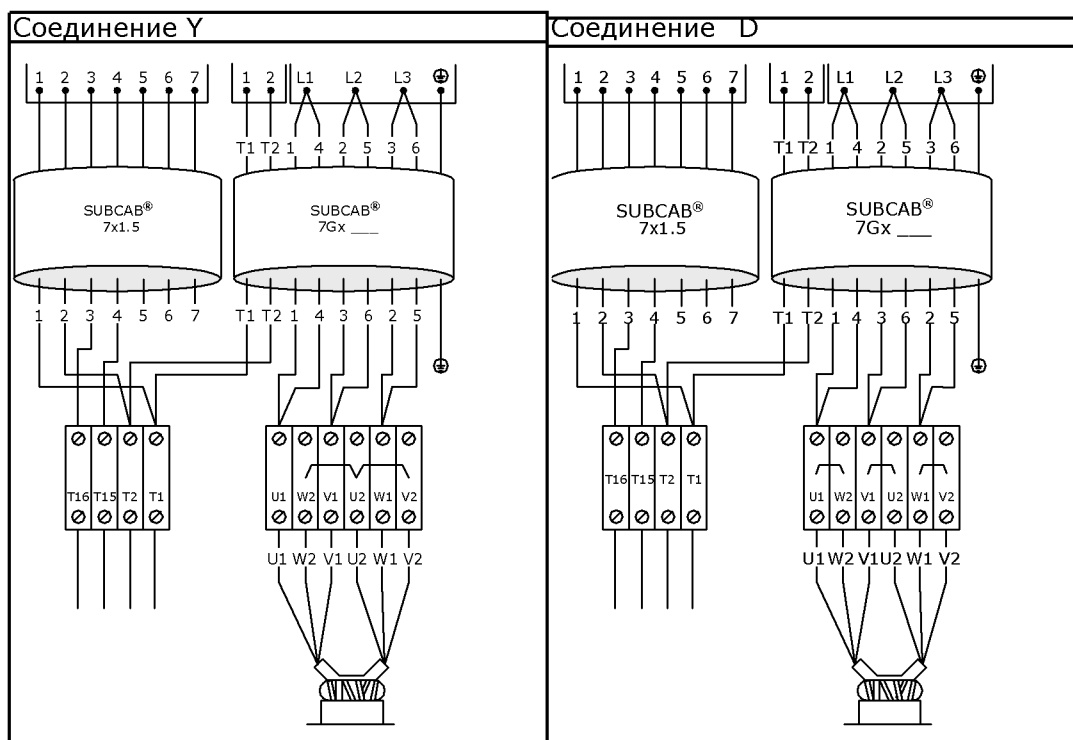 Соединение Y
1 2 3 4 5 6 7 1 2 L1 L2 L3
T1 T2 1 4 2 5 3 6
SUBCAB®
7x1.5
SUBCAB®
7Gx ___
1 2 3 4 5 6 7 T1 T2 1 4 3 6 2 5
T16 T15 T2 T1
U1 W2 V1 U2 W1 V2
U1 W2 V1 U2 W1 V2
Соединение D
1 2 3 4 5 6 7 1 2 L1 L2 L3
T1 T2 1 4 2 5 3 6
SUBCAB®
7x1.5
SUBCAB®
7Gx ___
1 2 3 4 5 6 7 T1 T2 1 4 3 6 2 5
T16 T15 T2 T1
U1 W2 V1 U2 W1 V2
U1 W2 V1 U2 W1 V2